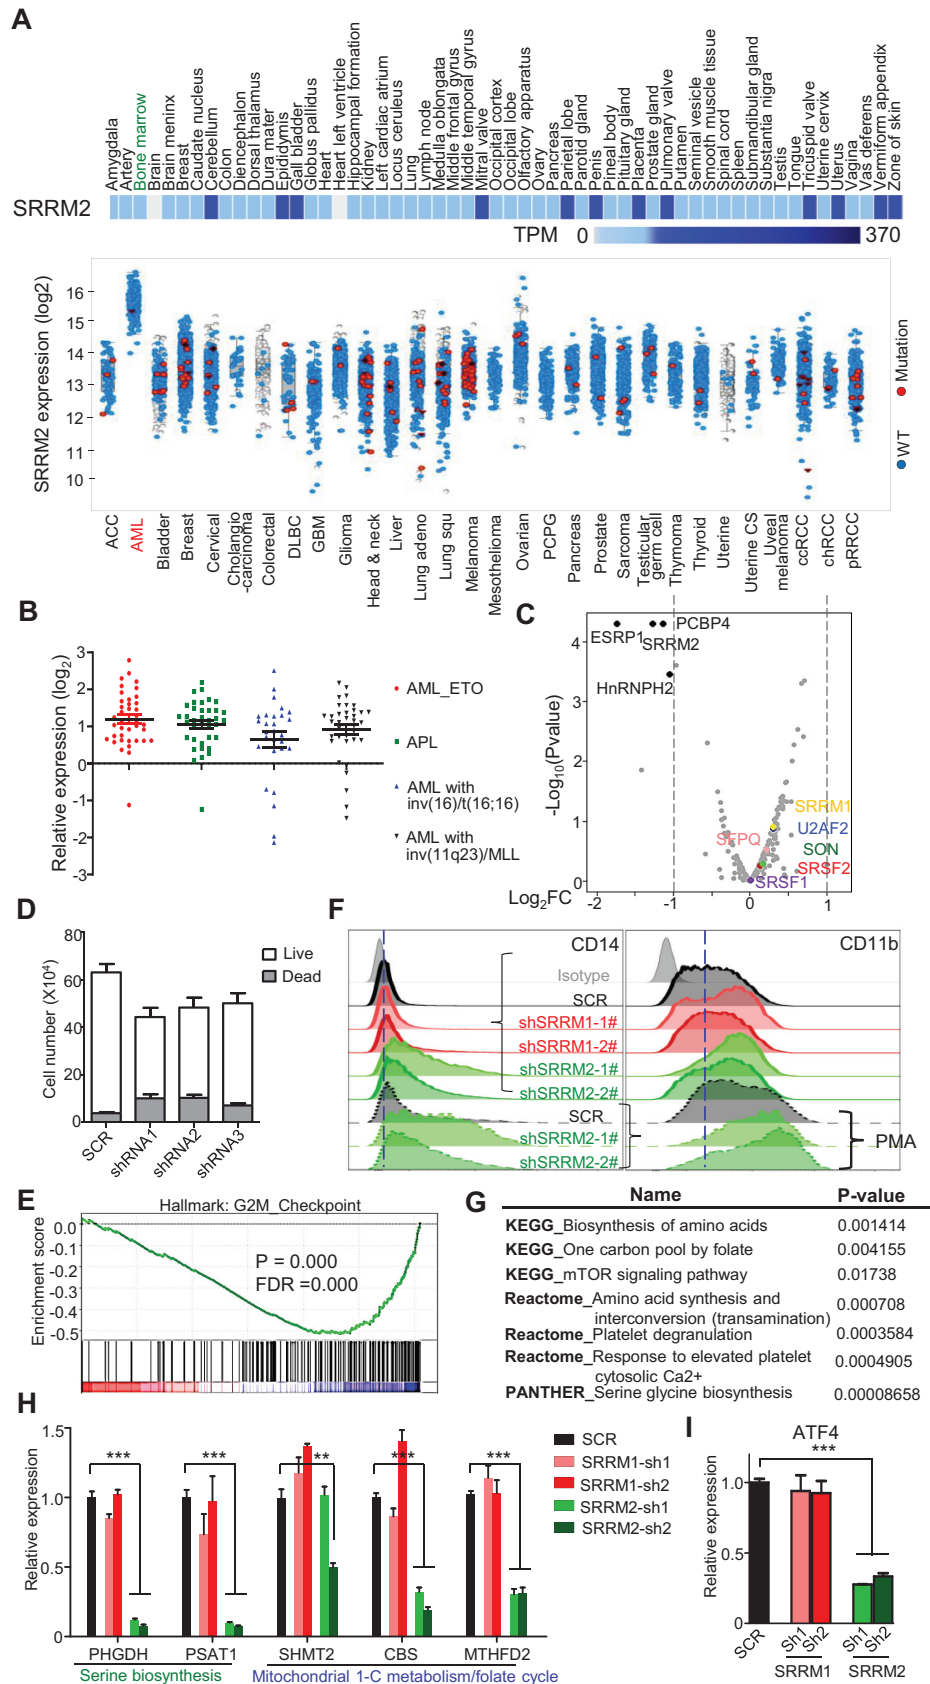 A
Amygdala
Artery
Bone marrow
Brain
Brain meninx
Breast
Caudate nucleus
Cerebellum
Colon
Diencephalon
Dorsal thalamus
Dura mater
Epididymis
Gall bladder
Globus pallidus
Heart
Heart left ventricle
Hippocampal formation
Kidney
Left cardiac atrium
Locus ceruleus
Lung
Lymph node
Medulla oblongata
Middle frontal gyrus
Middle temporal gyrus
Mitral valve
Occipital cortex
Occipital lobe
Olfactory apparatus
Ovary
Pancreas
Parietal lobe
Parotid gland
Penis
Pineal body
Pituitary gland
Placenta
Prostate gland
Pulmonary valve
Putamen
Seminal vesicle
Smooth muscle tissue
Spinal cord
Spleen
Submandibular gland
Substantia nigra
Testis
Tongue
Tricuspid valve
Uterine cervix
Uterus
Vagina
Vas deferens
Vermiform appendix
Zone of skin
SRRM2
TPM 0 370
SRRM2 expression (log2)
16
15
14
13
12
11
10
Mutation
WT
ACC
AML
Bladder
Breast
Cervical
Cholangio
-carcinoma
Colorectal
DLBC
GBM
Glioma
Head & neck
Liver
Lung adeno
Lung squ
Melanoma
Mesothelioma
Ovarian
PCPG
Pancreas
Prostate
Sarcoma
Testicular
germ cell
Thymoma
Thyroid
Uterine
Uterine CS
Uveal
melanoma
ccRCC
chRCC
pRRCC
B
Relative expression (log2)
3
2
1
0
-1
-2
-3
AML_ETO
APL
AML with
inv(16)/t(16;16)
AML with
inv(11q23)/MLL
C
-Log10(Pvalue)
4
3
2
1
0
ESRP1
SRRM2
PCBP4
HnRNPH2
SRRM1
U2AF2
SFPQ
SON
SRSF2
SRSF1
Log2FC
-2 -1 0 1
D
Cell number (X10⁴)
80
60
40
20
0
Live
Dead
SCR
shRNA1
shRNA2
shRNA3
F
CD14
CD11b
Isotype
SCR
shSRRM1-1#
shSRRM1-2#
shSRRM2-1#
shSRRM2-2#
SCR
shSRRM2-1#
shSRRM2-2#
PMA
E
Hallmark: G2M_Checkpoint
Enrichment score
0.0
-0.1
-0.2
-0.3
-0.4
-0.5
P = 0.000
FDR =0.000
G
Name P-value
KEGG_Biosynthesis of amino acids 0.001414
KEGG_One carbon pool by folate 0.004155
KEGG_mTOR signaling pathway 0.01738
Reactome_Amino acid synthesis and
interconversion (transamination) 0.000708
Reactome_Platelet degranulation 0.0003584
Reactome_Response to elevated platelet
cytosolic Ca2+ 0.0004905
PANTHER_Serine glycine biosynthesis 0.00008658
H
Relative expression
1.5
1.0
0.5
0
*** *** ** *** ***
SCR
SRRM1-sh1
SRRM1-sh2
SRRM2-sh1
SRRM2-sh2
PHGDH PSAT1 SHMT2 CBS MTHFD2
Serine biosynthesis Mitochondrial 1-C metabolism/folate cycle
I
ATF4
***
Relative expression
1.0
0.5
0
SCR
Sh1
Sh2
Sh1
Sh2
SRRM1 SRRM2